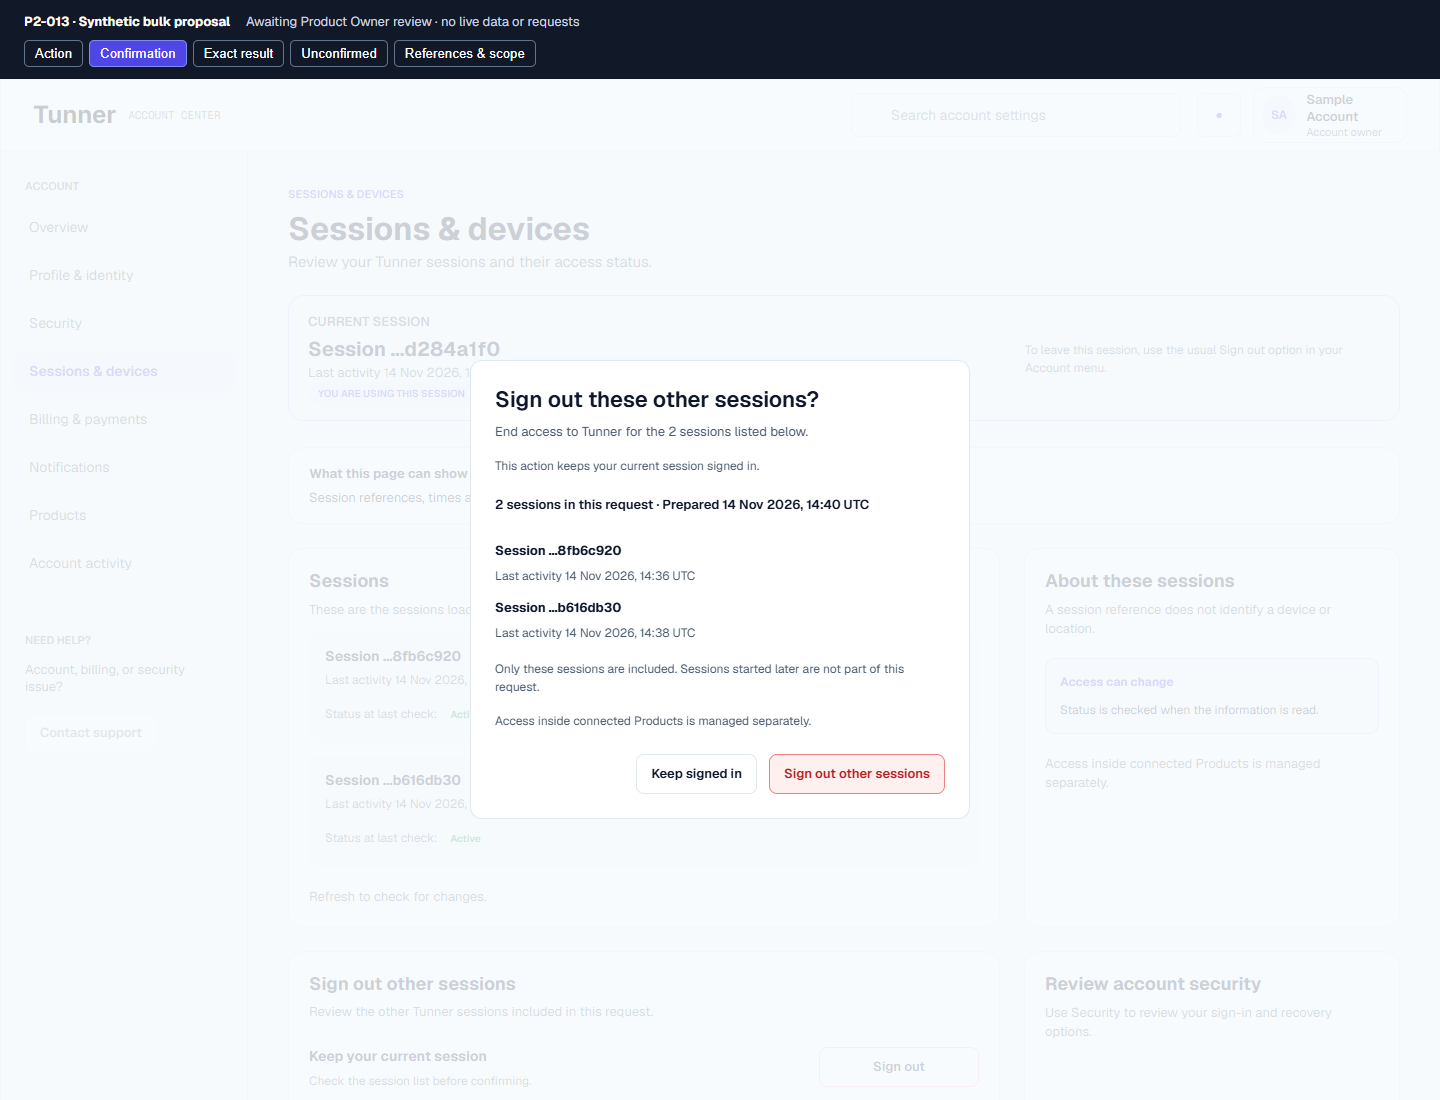 P2-013 · Synthetic bulk proposal Awaiting Product Owner review · no live data or requests
Action Confirmation Exact result Unconfirmed References & scope
Tunner ACCOUNT CENTER
Search account settings
SA
Sample
Account
Account owner
ACCOUNT
Overview
Profile & identity
Security
Sessions & devices
Billing & payments
Notifications
Products
Account activity
NEED HELP?
Account, billing, or security
issue?
Contact support
SESSIONS & DEVICES
Sessions & devices
Review your Tunner sessions and their access status.
CURRENT SESSION
Session ...d284a1f0
Last activity 14 Nov 2026,
YOU ARE USING THIS SESSION
To leave this session, use the usual Sign out option in your
Account menu.
What this page can show
Session references, times
Sessions
These are the sessions
Session ...8fb6c920
Last activity 14 Nov 2026,
Status at last check:
Session ...b616db30
Last activity 14 Nov 2026,
Status at last check: Active
Refresh to check for changes.
About these sessions
A session reference does not identify a device or
location.
Access can change
Status is checked when the information is read.
Access inside connected Products is managed
separately.
Sign out other sessions
Review the other Tunner sessions included in this request.
Keep your current session
Check the session list before confirming.
Sign out
Review account security
Use Security to review your sign-in and recovery
options.
Sign out these other sessions?
End access to Tunner for the 2 sessions listed below.
This action keeps your current session signed in.
2 sessions in this request · Prepared 14 Nov 2026, 14:40 UTC
Session ...8fb6c920
Last activity 14 Nov 2026, 14:36 UTC
Session ...b616db30
Last activity 14 Nov 2026, 14:38 UTC
Only these sessions are included. Sessions started later are not part of this
request.
Access inside connected Products is managed separately.
Keep signed in Sign out other sessions